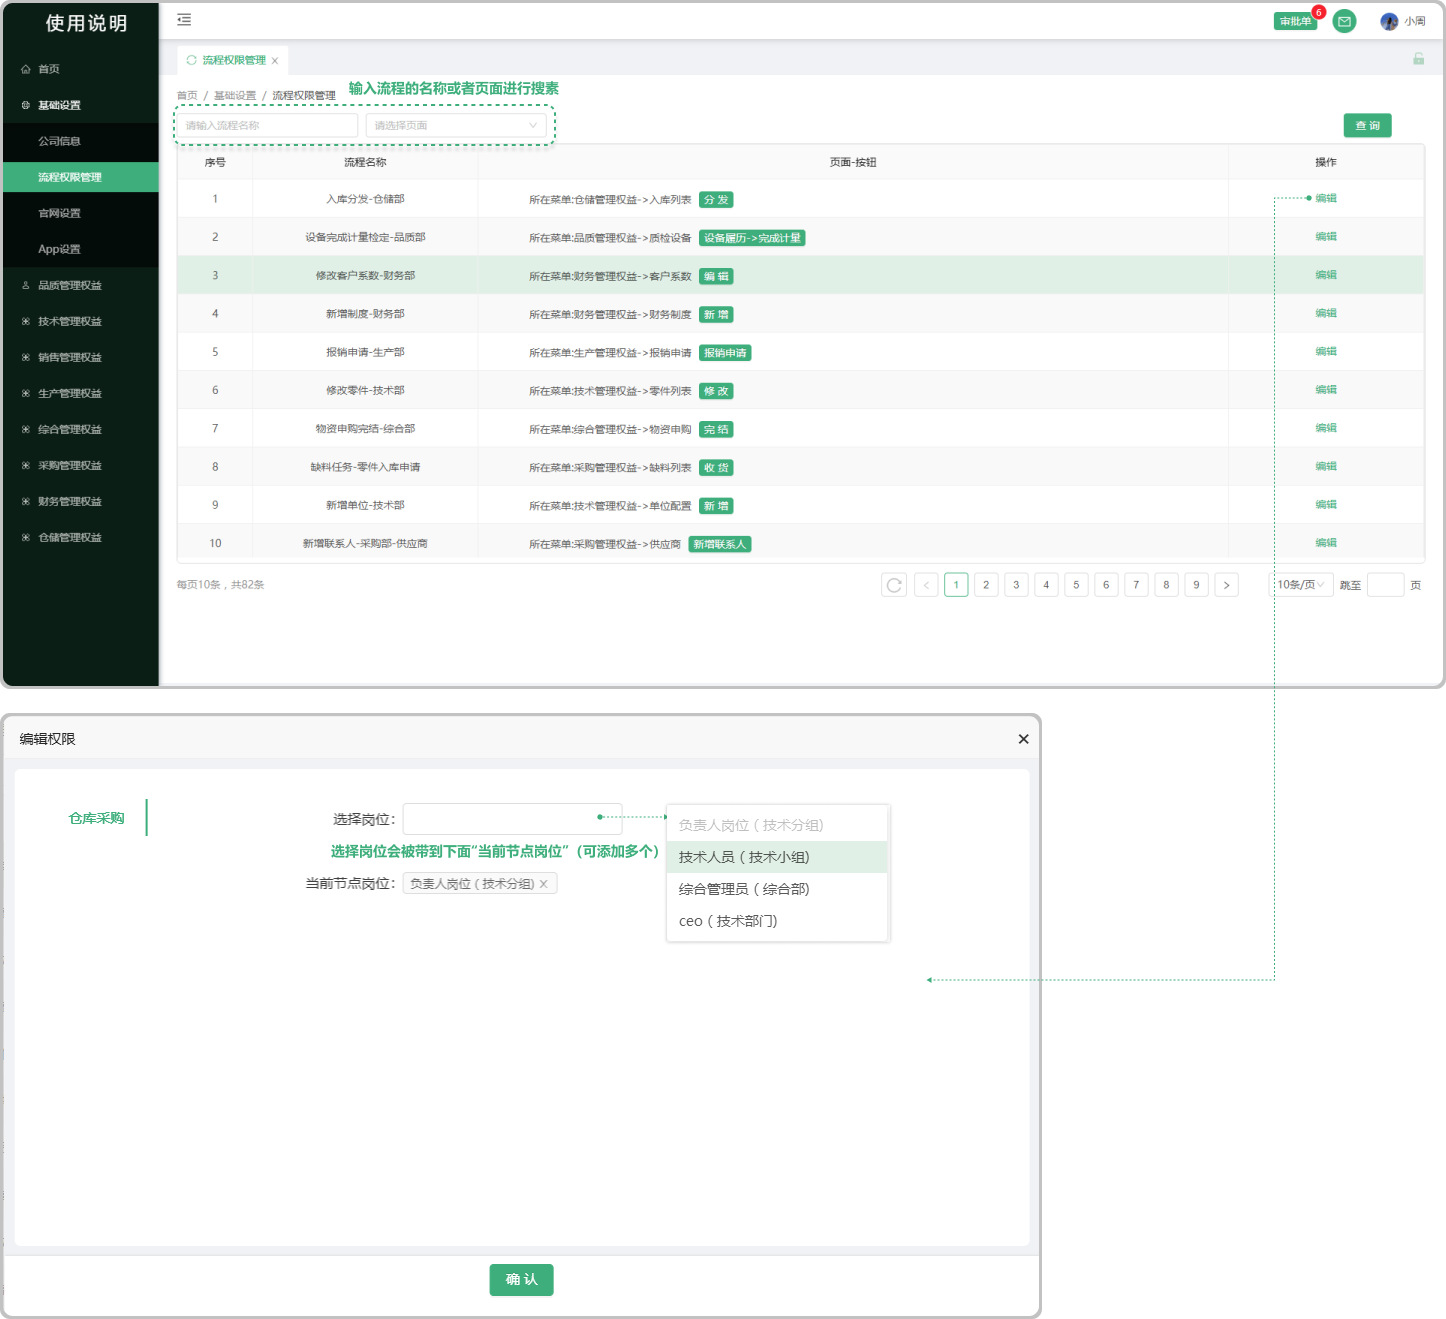 使用说明
首页
基础设置
公司信息
流程权限管理
官网设置
App设置
品质管理权益
技术管理权益
销售管理权益
生产管理权益
综合管理权益
采购管理权益
财务管理权益
仓储管理权益
审批单 6 小周
流程权限管理 x
首页 / 基础设置 / 流程权限管理 输入流程的名称或者页面进行搜素
请输入流程名称 请选择页面 查 询
序号 流程名称 页面-按钮 操作
1 入库分发-仓储部 所在菜单:仓储管理权益->入库列表 分 发 编辑
2 设备完成计量检定-品质部 所在菜单:品质管理权益->质检设备 设备履历->完成计量 编辑
3 修改客户系数-财务部 所在菜单:财务管理权益->客户系数 编 辑 编辑
4 新增制度-财务部 所在菜单:财务管理权益->财务制度 新 增 编辑
5 报销申请-生产部 所在菜单:生产管理权益->报销申请 报销申请 编辑
6 修改零件-技术部 所在菜单:技术管理权益->零件列表 修 改 编辑
7 物资申购完结-综合部 所在菜单:综合管理权益->物资申购 完 结 编辑
8 缺料任务-零件入库申请 所在菜单:采购管理权益->缺料列表 收 货 编辑
9 新增单位-技术部 所在菜单:技术管理权益->单位配置 新 增 编辑
10 新增联系人-采购部-供应商 所在菜单:采购管理权益->供应商 新增联系人 编辑
每页10条，共82条 < 1 2 3 4 5 6 7 8 9 > 10条/页 跳至 页
编辑权限
仓库采购
选择岗位:
选择岗位会被带到下面“当前节点岗位”（可添加多个）
当前节点岗位: 负责人岗位 ( 技术分组) X
负责人岗位 ( 技术分组)
技术人员 ( 技术小组)
综合管理员 ( 综合部)
ceo ( 技术部门)
确 认